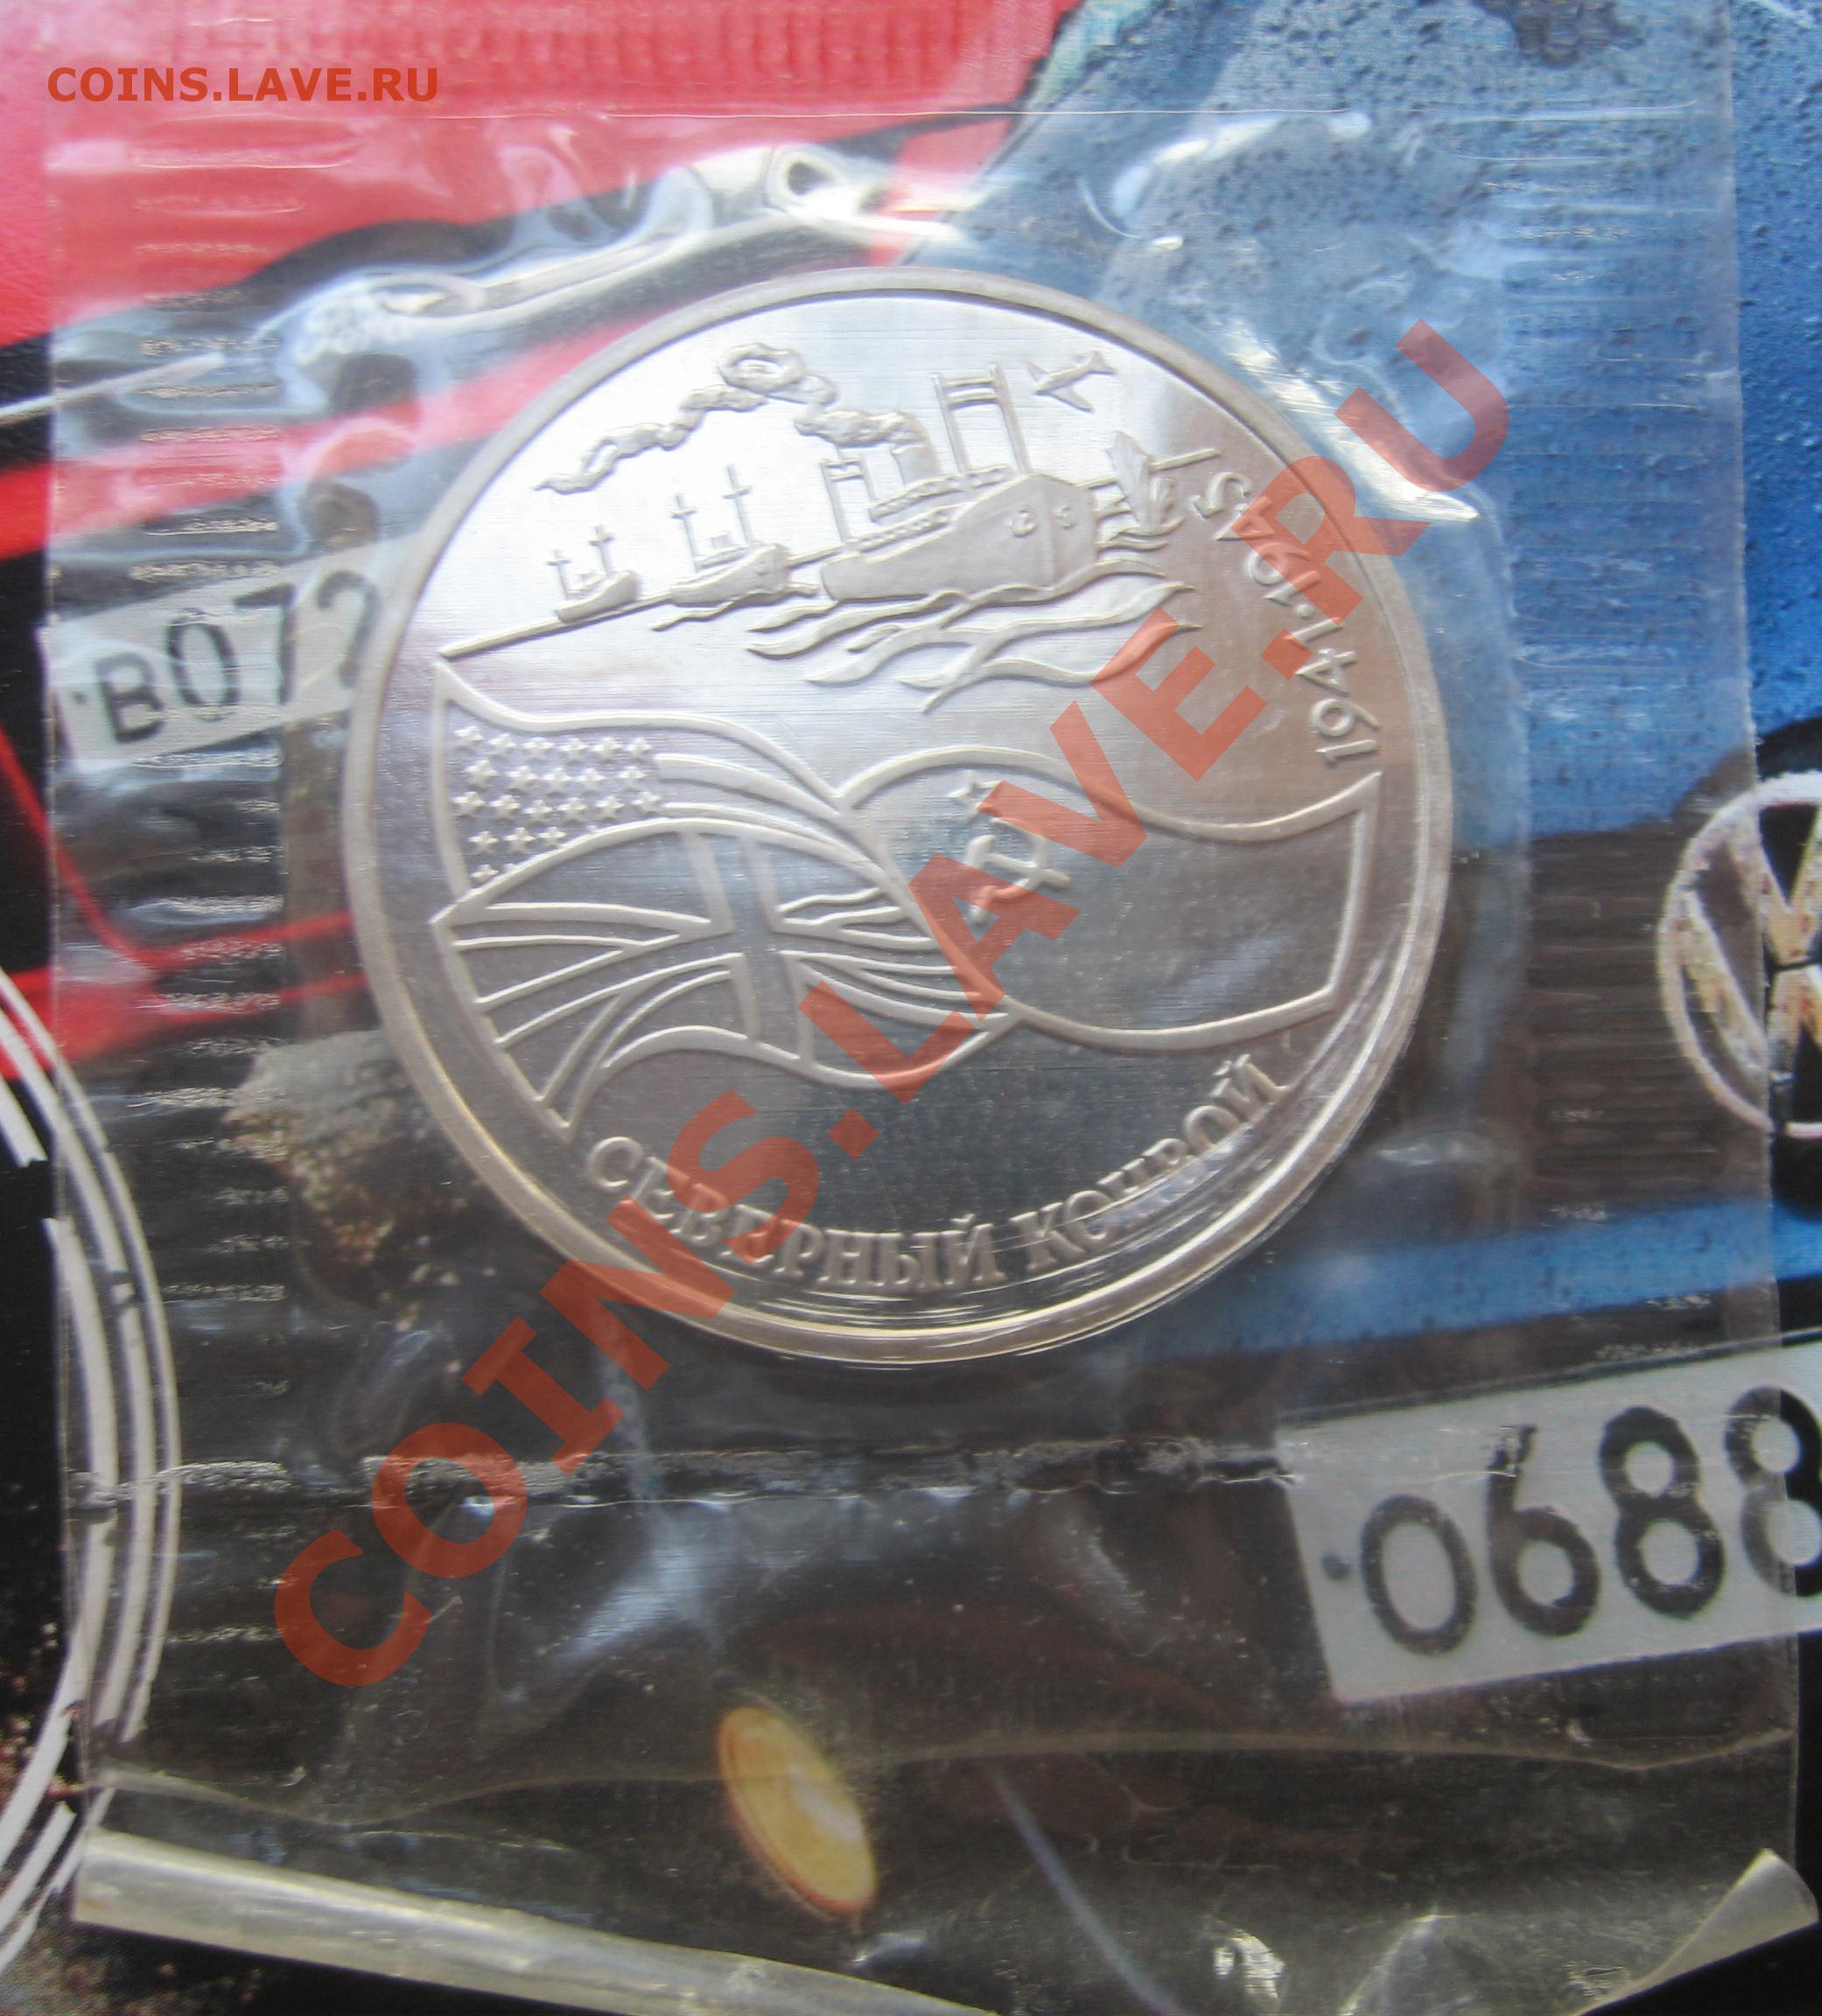 COINS.LAVE.RU
1941·1945
·B072
СЕВЕРНЫЙ КОНВОЙ
COINS.LAVE.RU
·0688